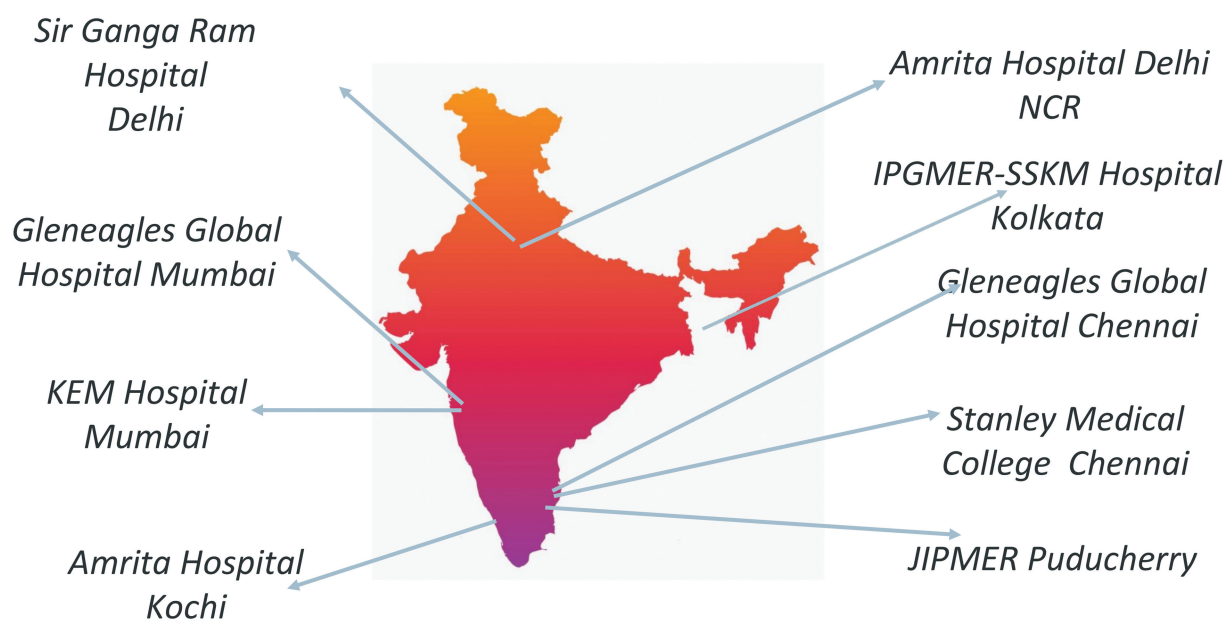 Sir Ganga Ram
Hospital
Delhi
Gleneagles Global
Hospital Mumbai
KEM Hospital
Mumbai
Amrita Hospital
Kochi
Amrita Hospital Delhi
NCR
IPGMER-SSKM Hospital
Kolkata
Gleneagles Global
Hospital Chennai
Stanley Medical
College Chennai
JIPMER Puducherry